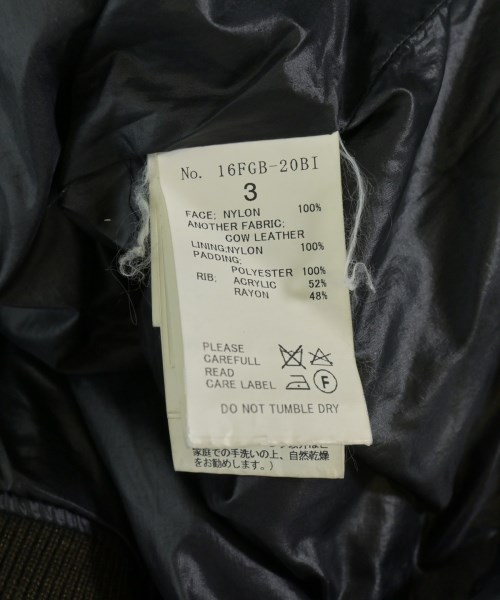 No. 16FGB-20BI
3
FACE; NYLON 100%
ANOTHER FABRIC;
COW LEATHER
LINING;NYLON 100%
PADDING;
POLYESTER 100%
RIB; ACRYLIC 52%
RAYON 48%
PLEASE
CAREFULL
READ
CARE LABEL
F
DO NOT TUMBLE DRY
家庭での手洗いの上、自然乾燥
をお勧めします。)